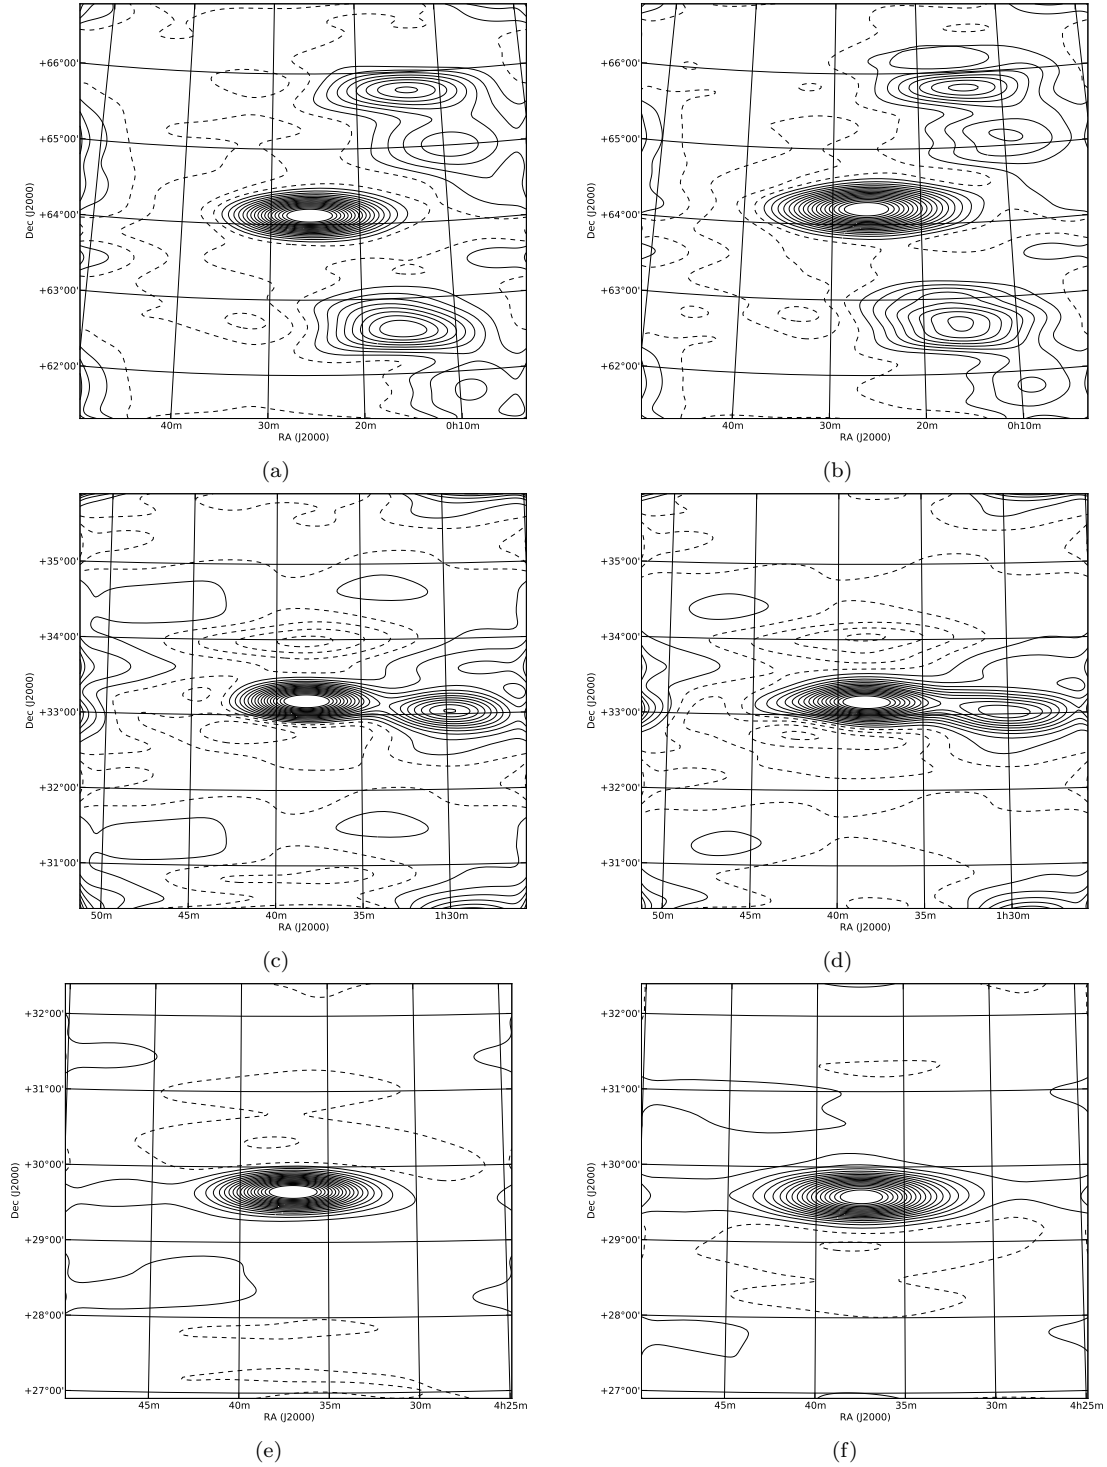 +66°00'
+65°00'
+64°00'
+63°00'
+62°00'
Dec (J2000)
40m 30m 20m 0h10m
RA (J2000)
(a)
+66°00'
+65°00'
+64°00'
+63°00'
+62°00'
Dec (J2000)
40m 30m 20m 0h10m
RA (J2000)
(b)
+35°00'
+34°00'
+33°00'
+32°00'
+31°00'
Dec (J2000)
50m 45m 40m 35m 1h30m
RA (J2000)
(c)
+35°00'
+34°00'
+33°00'
+32°00'
+31°00'
Dec (J2000)
50m 45m 40m 35m 1h30m
RA (J2000)
(d)
+32°00'
+31°00'
+30°00'
+29°00'
+28°00'
+27°00'
Dec (J2000)
45m 40m 35m 30m 4h25m
RA (J2000)
(e)
+32°00'
+31°00'
+30°00'
+29°00'
+28°00'
+27°00'
Dec (J2000)
45m 40m 35m 30m 4h25m
RA (J2000)
(f)